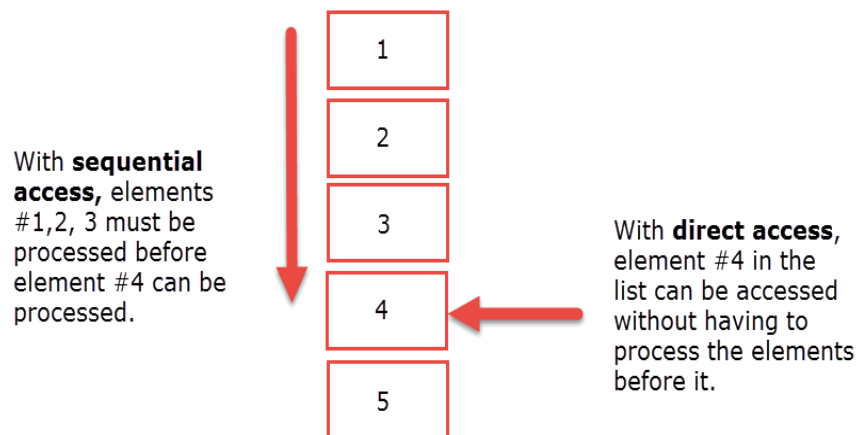 With sequential
access, elements
#1,2, 3 must be
processed before
element #4 can be
processed.
1
2
3
4
5
With direct access,
element #4 in the
list can be accessed
without having to
process the elements
before it.